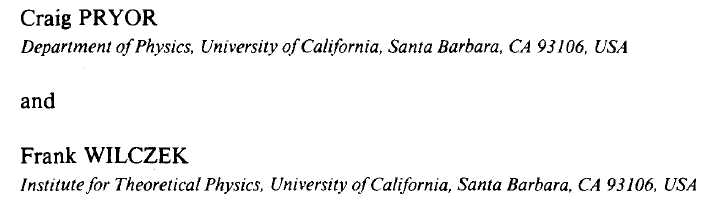 Craig PRYOR
Department of Physics, University of California, Santa Barbara, CA 93106, USA
and
Frank WILCZEK
Institute for Theoretical Physics, University of California, Santa Barbara, CA 93106, USA